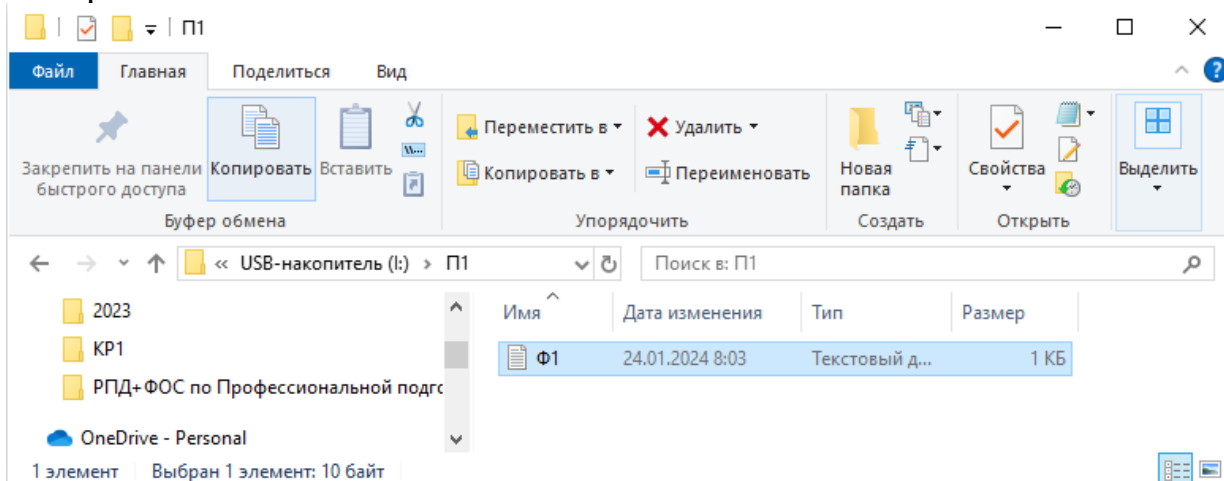 П1
Файл Главная Поделиться Вид
Закрепить на панели быстрого доступа Копировать Вставить Переместить в Удалить Копировать в Переименовать Новая папка Свойства Выделить
Буфер обмена Упорядочить Создать Открыть
« USB-накопитель (I:) › П1 Поиск в: П1
2023 Имя Дата изменения Тип Размер
КР1 Ф1 24.01.2024 8:03 Текстовый д... 1 КБ
РПД+ФОС по Профессиональной подго
OneDrive - Personal
1 элемент Выбран 1 элемент: 10 байт